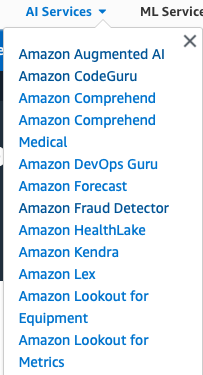 AI Services ML Service
Amazon Augmented AI
Amazon CodeGuru
Amazon Comprehend
Amazon Comprehend
Medical
Amazon DevOps Guru
Amazon Forecast
Amazon Fraud Detector
Amazon HealthLake
Amazon Kendra
Amazon Lex
Amazon Lookout for
Equipment
Amazon Lookout for
Metrics